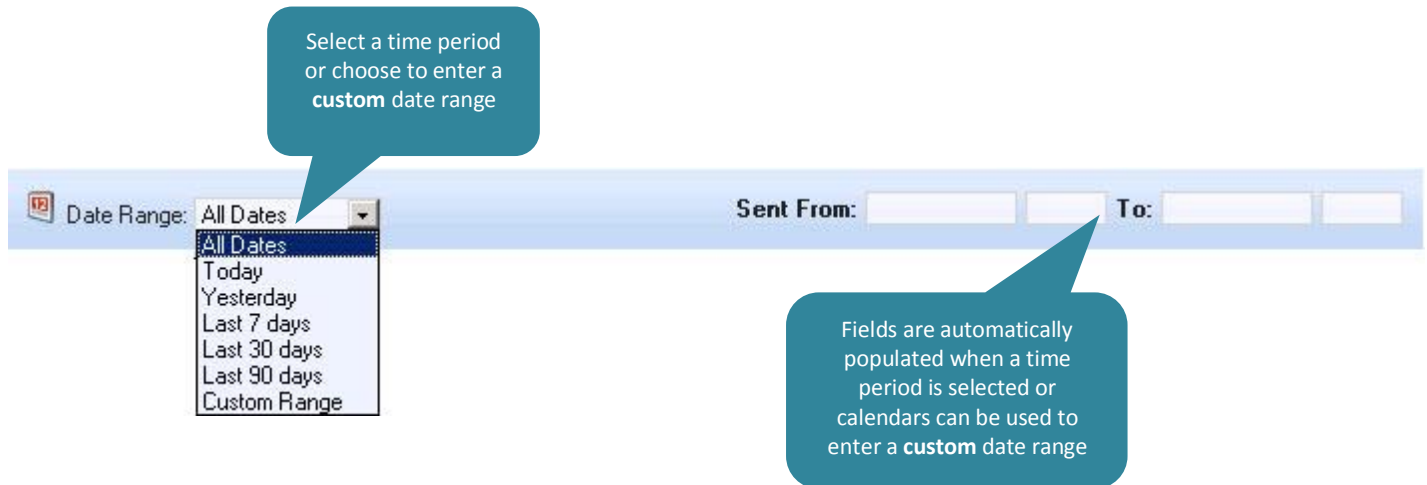 Select a time period
or choose to enter a
custom date range
12
Date Range: All Dates
Sent From: To:
All Dates
Today
Yesterday
Last 7 days
Last 30 days
Last 90 days
Custom Range
Fields are automatically
populated when a time
period is selected or
calendars can be used to
enter a custom date range